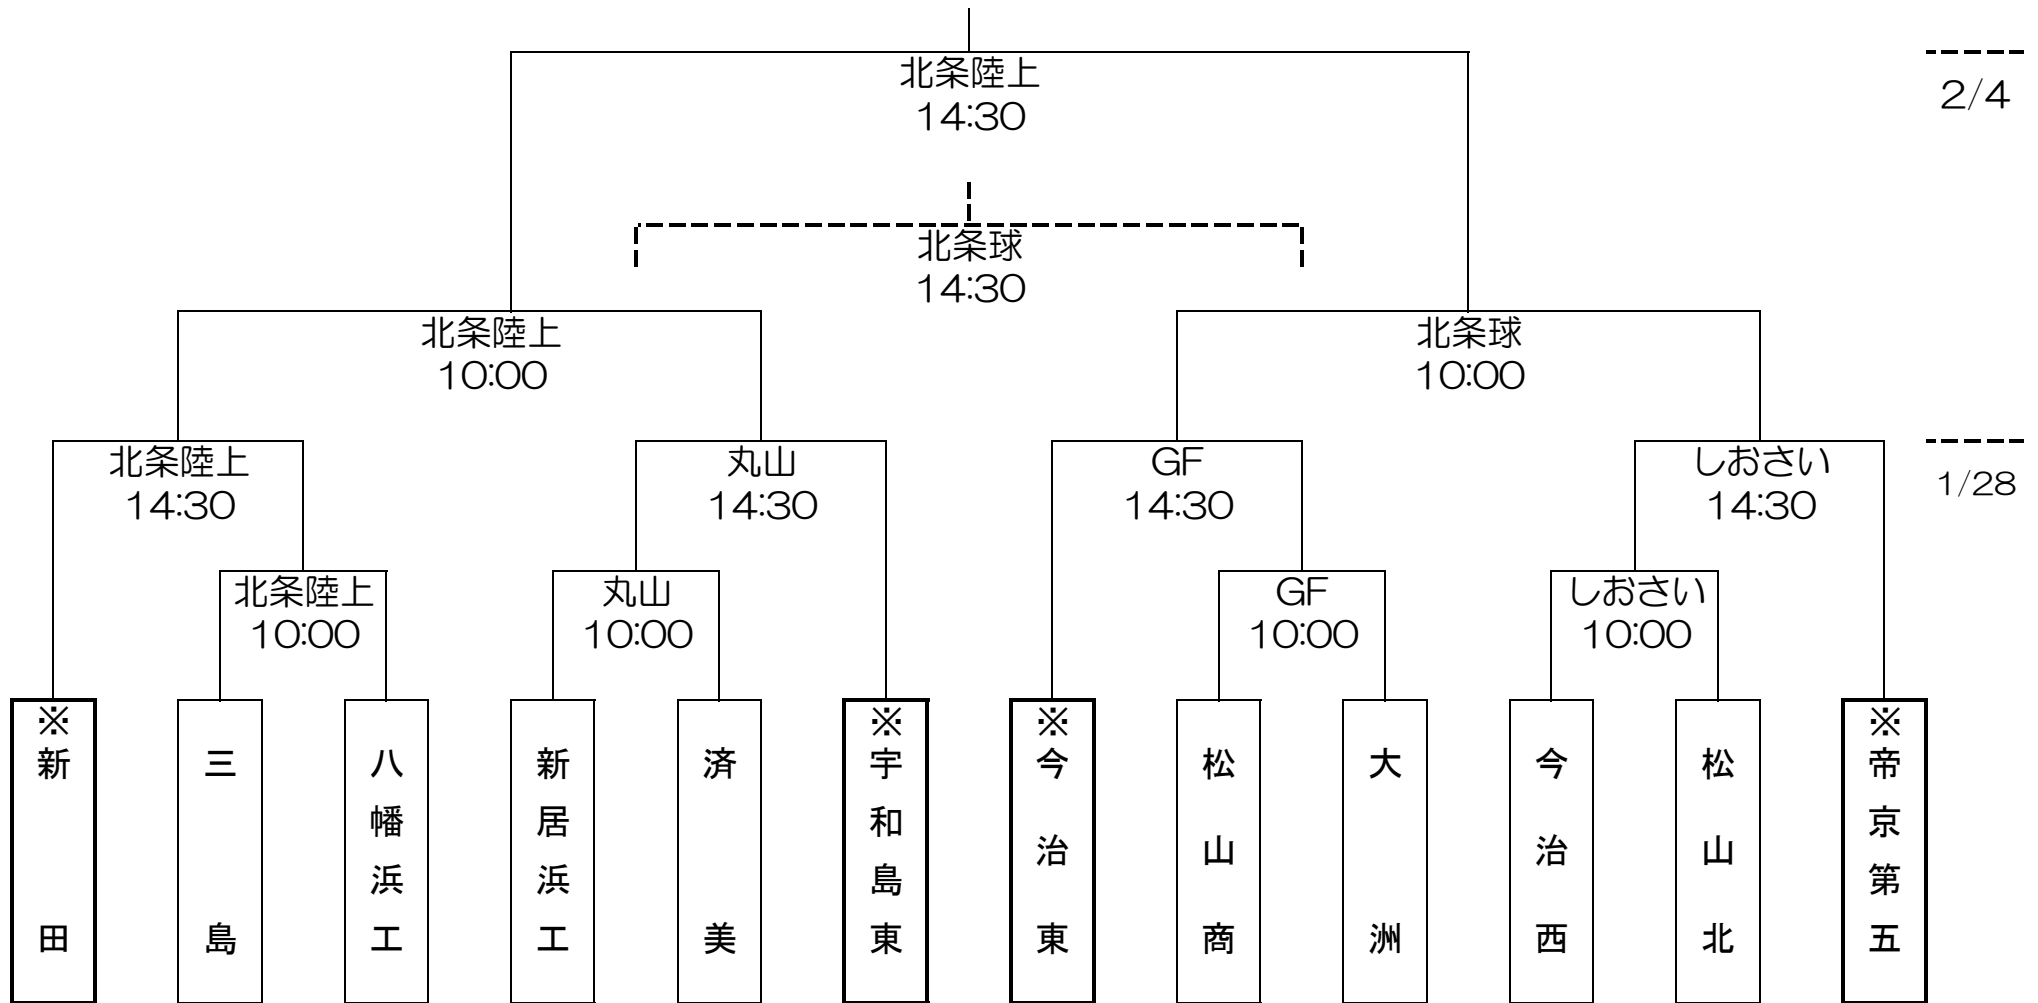 北条陸上
14:30
2/4
北条球
14:30
北条陸上
10:00
北条球
10:00
北条陸上
14:30
丸山
14:30
GF
14:30
しおさい
14:30
1/28
北条陸上
10:00
丸山
10:00
GF
10:00
しおさい
10:00
※新田
三島
八幡浜工
新居浜工
済美
※宇和島東
※今治東
松山商
大洲
今治西
松山北
※帝京第五